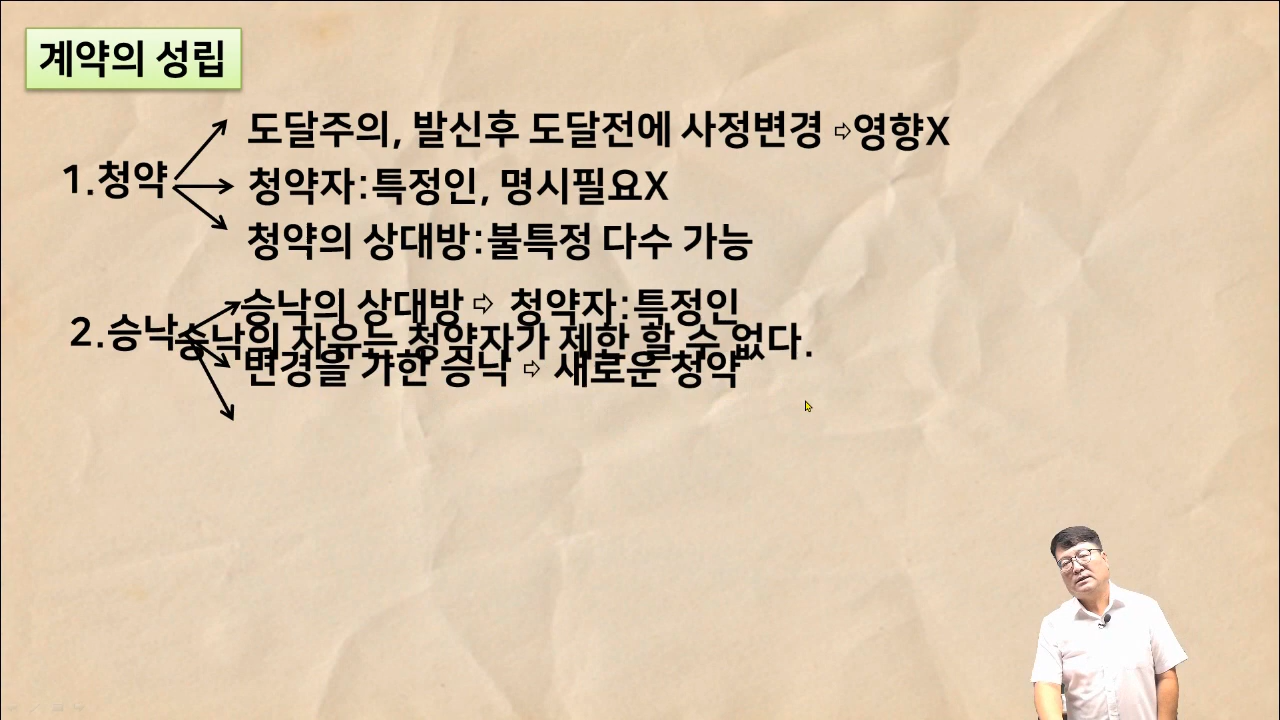 계약의 성립
도달주의, 발신후 도달전에 사정변경 ⇨영향X
1.청약
청약자:특정인, 명시필요X
청약의 상대방:불특정 다수 가능
승낙의 상대방 ⇨ 청약자:특정인
2.승낙
승낙의 자유는 청약자가 제한 할 수 없다.
변경을 가한 승낙 ⇨ 새로운 청약